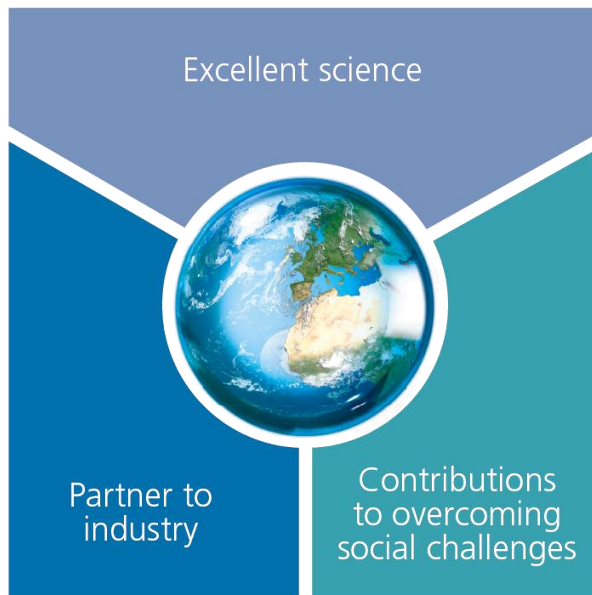 Excellent science
Partner to
industry
Contributions
to overcoming
social challenges